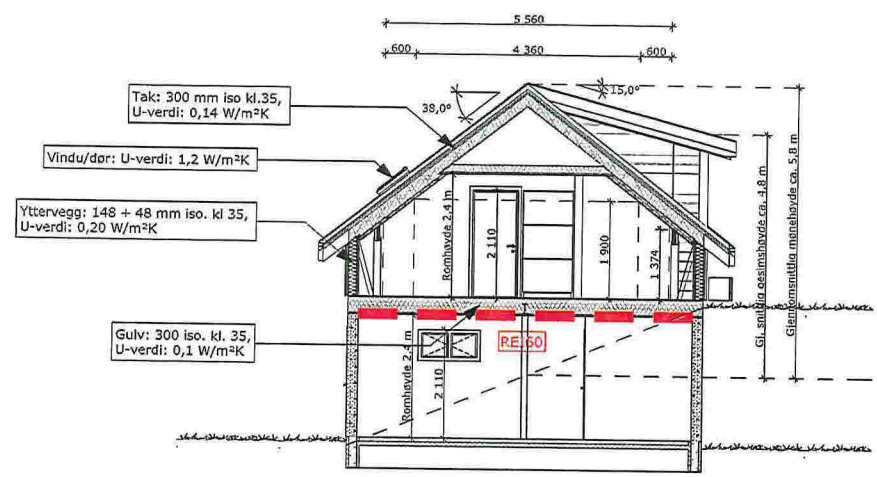 5 560
600
4 360
600
38,0°
15,0°
Tak: 300 mm iso kl.35,
U-verdi: 0,14 W/m²K
Vindu/dør: U-verdi: 1,2 W/m²K
Yttervegg: 148 + 48 mm iso. kl 35,
U-verdi: 0,20 W/m²K
Romhøyde 2,4 m
2 110
1 900
1 374
Gj. snittlig gesimshøyde ca. 4,8 m
Gjennomsnittlig mønehøyde ca. 5,8 m
Gulv: 300 iso. kl. 35,
U-verdi: 0,1 W/m²K
RE 60
Romhøyde 2,4 m
2 110